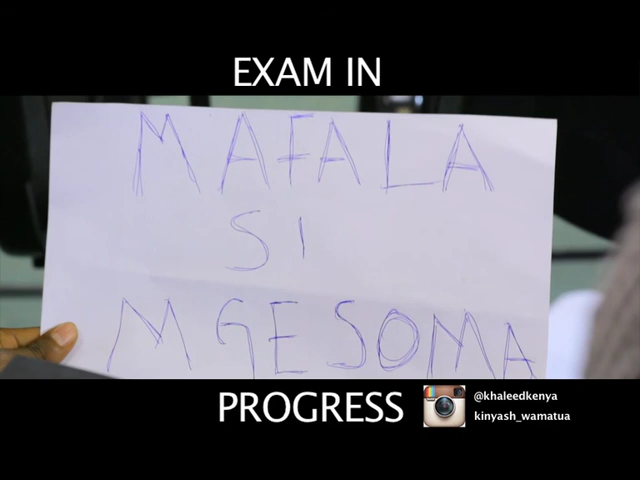 EXAM IN
MAFALA
SI
MGESOMA
PROGRESS
@khaleedkenya
kinyash_wamatua